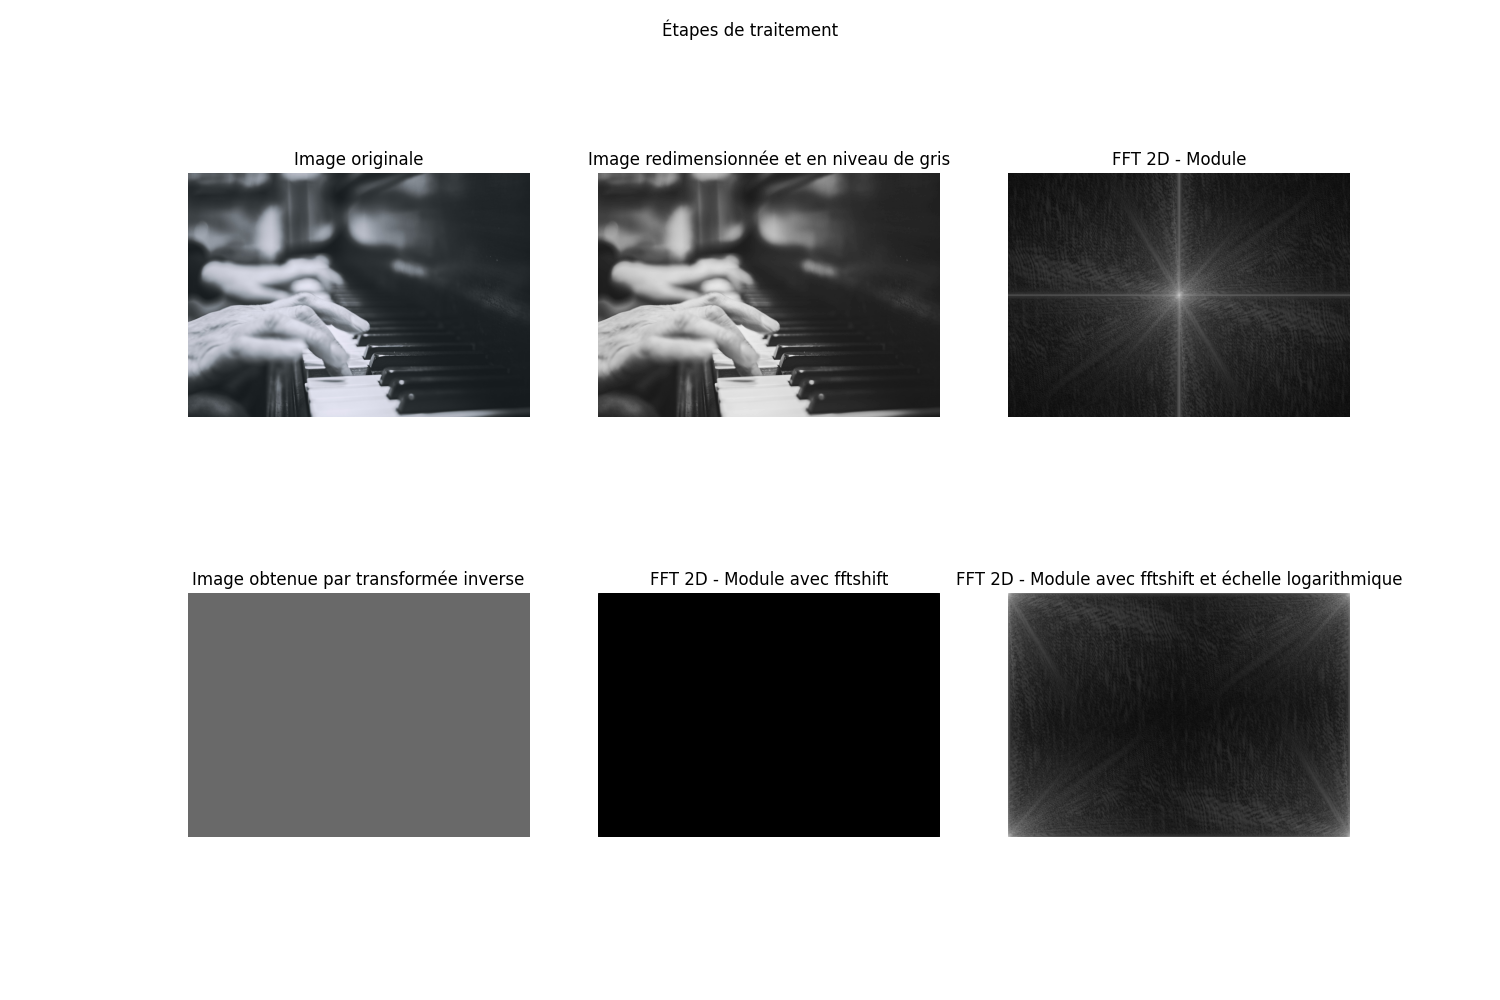 Étapes de traitement
Image originale
Image redimensionnée et en niveau de gris
FFT 2D - Module
Image obtenue par transformée inverse
FFT 2D - Module avec fftshift
FFT 2D - Module avec fftshift et échelle logarithmique